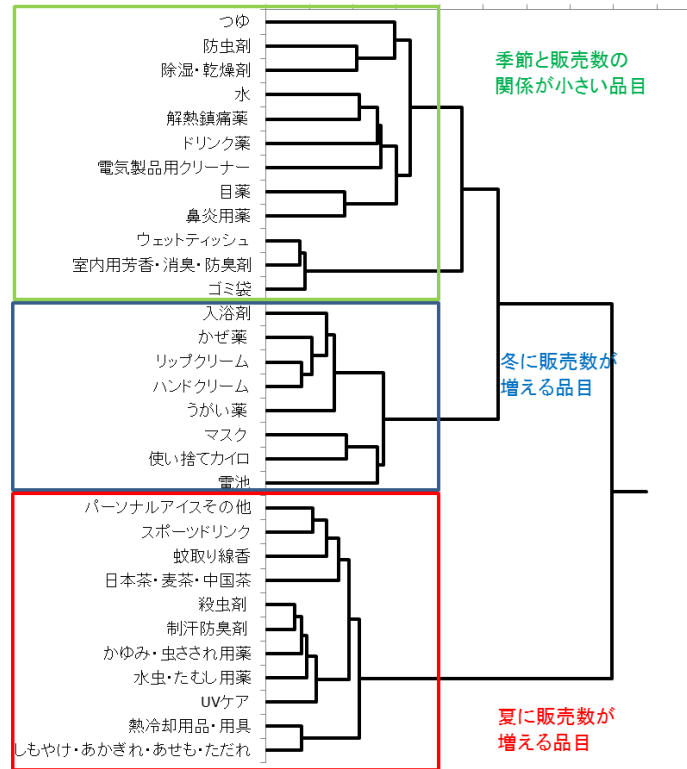 つゆ
防虫剤
除湿・乾燥剤
水
解熱鎮痛薬
ドリンク薬
電気製品用クリーナー
目薬
鼻炎用薬
ウェットティッシュ
室内用芳香・消臭・防臭剤
ゴミ袋
季節と販売数の
関係が小さい品目
入浴剤
かぜ薬
リップクリーム
ハンドクリーム
うがい薬
マスク
使い捨てカイロ
電池
冬に販売数が
増える品目
パーソナルアイスその他
スポーツドリンク
蚊取り線香
日本茶・麦茶・中国茶
殺虫剤
制汗防臭剤
かゆみ・虫さされ用薬
水虫・たむし用薬
UVケア
熱冷却用品・用具
しもやけ・あかぎれ・あせも・ただれ
夏に販売数が
増える品目